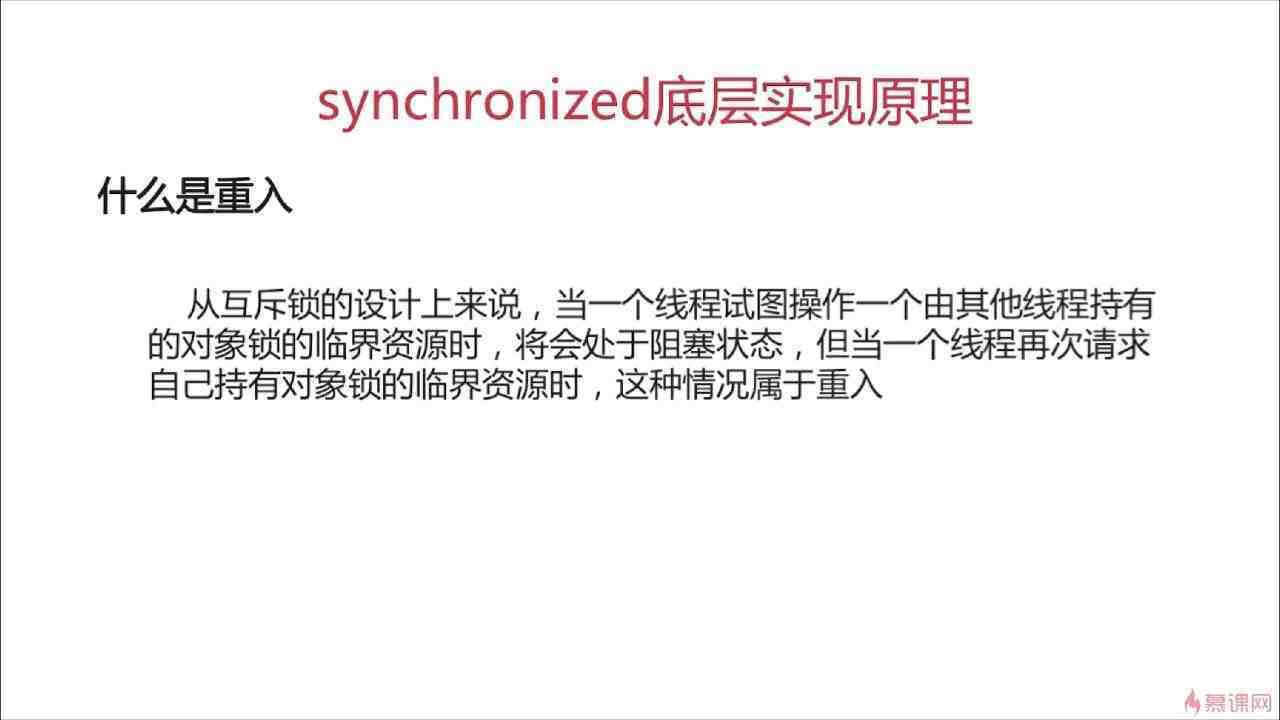 synchronized底层实现原理
什么是重入
从互斥锁的设计上来说，当一个线程试图操作一个由其他线程持有
的对象锁的临界资源时，将会处于阻塞状态，但当一个线程再次请求
自己持有对象锁的临界资源时，这种情况属于重入
慕课网